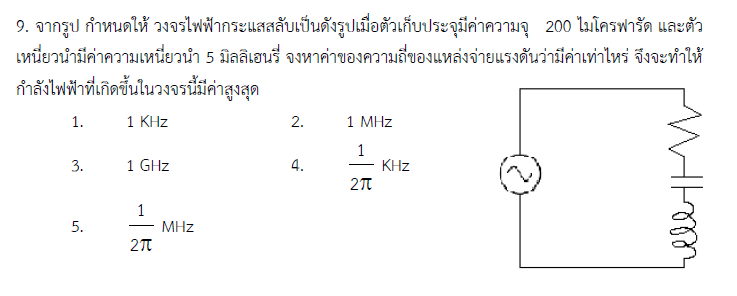 9. จากรูป กำหนดให้ วงจรไฟฟ้ากระแสสลับเป็นดังรูปเมื่อตัวเก็บประจุมีค่าความจุ 200 ไมโครฟารัด และตัว
เหนี่ยวนำมีค่าความเหนี่ยวนำ 5 มิลลิเฮนรี่ จงหาค่าของความถี่ของแหล่งจ่ายแรงดันว่ามีค่าเท่าไหร่ จึงจะทำให้
กำลังไฟฟ้าที่เกิดขึ้นในวงจรนี้มีค่าสูงสุด
1. 1 KHz 2. 1 MHz
3. 1 GHz 4. 1/2π KHz
5. 1/2π MHz